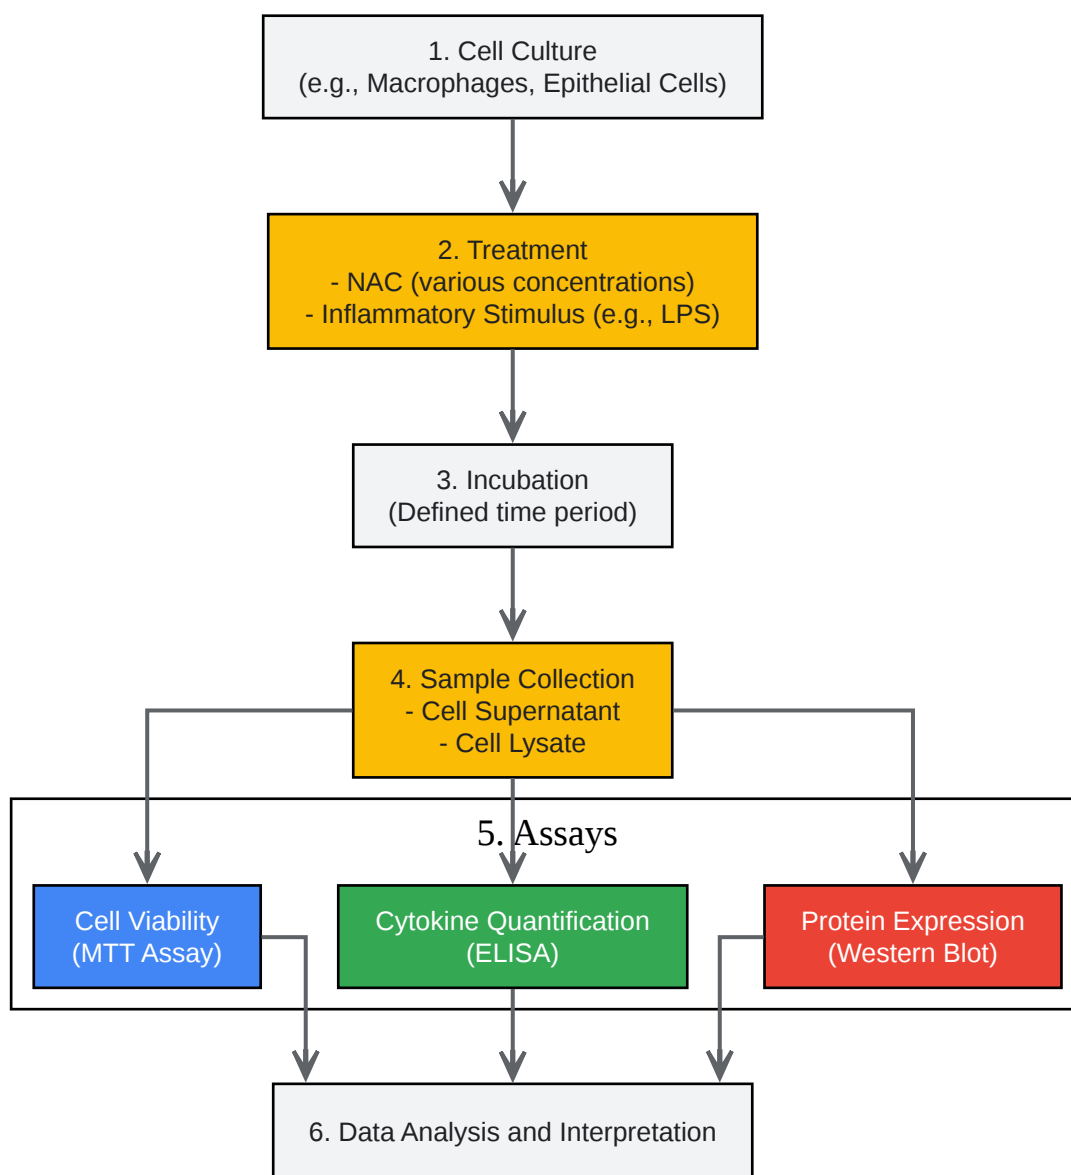 1. Cell Culture
(e.g., Macrophages, Epithelial Cells)
2. Treatment
- NAC (various concentrations)
- Inflammatory Stimulus (e.g., LPS)
3. Incubation
(Defined time period)
4. Sample Collection
- Cell Supernatant
- Cell Lysate
5. Assays
Cell Viability
(MTT Assay)
Cytokine Quantification
(ELISA)
Protein Expression
(Western Blot)
6. Data Analysis and Interpretation